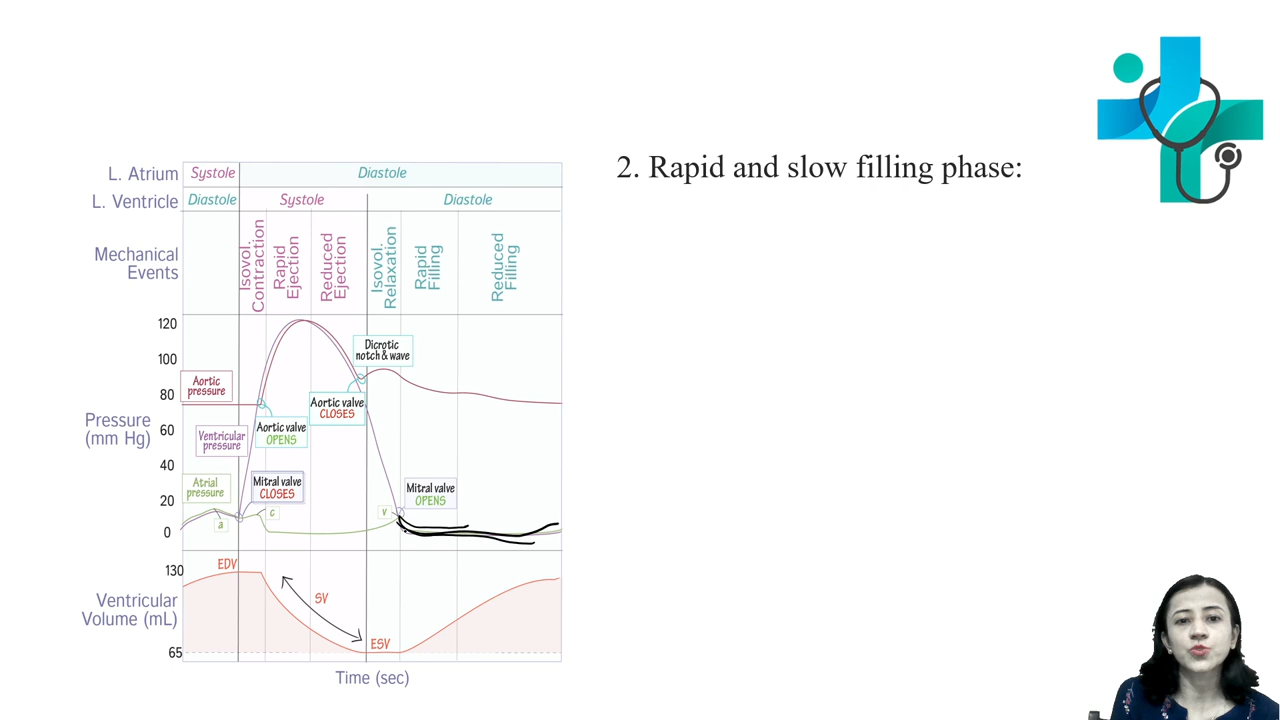 2. Rapid and slow filling phase:
L. Atrium
Systole
Diastole
L. Ventricle
Diastole
Systole
Diastole
Mechanical
Events
Isovol.
Contraction
Rapid
Ejection
Reduced
Ejection
Isovol.
Relaxation
Rapid
Filling
Reduced
Filling
Pressure
(mm Hg)
120
100
80
60
40
20
0
Dicrotic
notch & wave
Aortic
pressure
Aortic valve
OPENS
Aortic valve
CLOSES
Ventricular
pressure
Atrial
pressure
Mitral valve
CLOSES
Mitral valve
OPENS
a
c
v
Ventricular
Volume (mL)
130
65
EDV
SV
ESV
Time (sec)